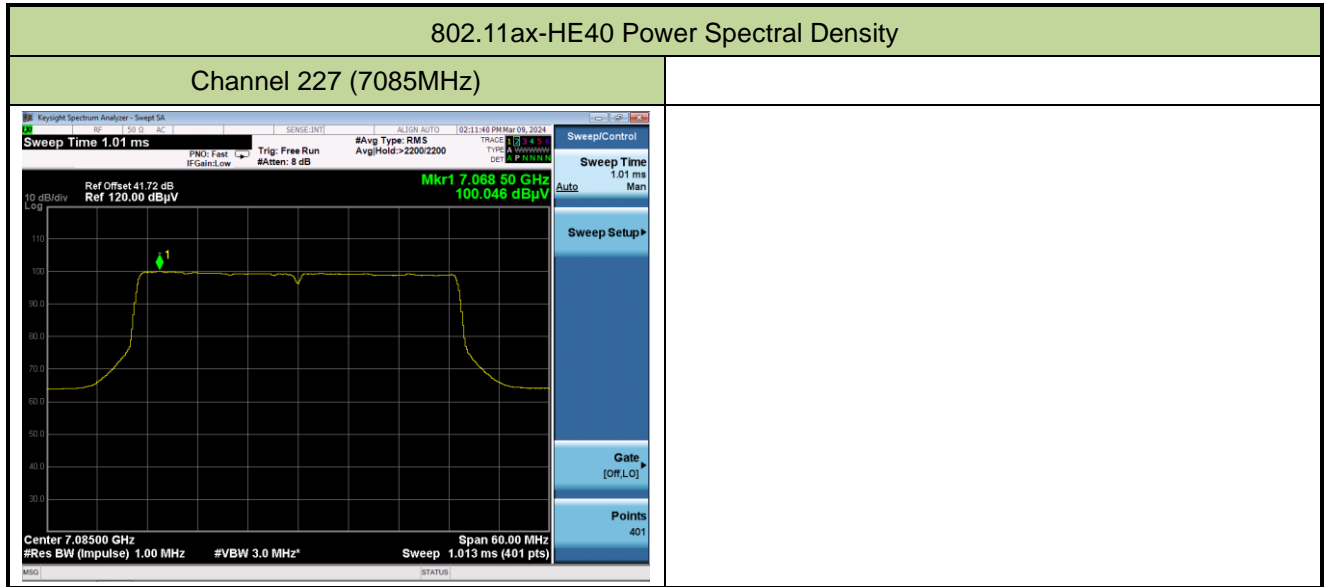 802.11ax-HE40 Power Spectral Density
Channel 227 (7085MHz)
Keysight Spectrum Analyzer - Swept SA
RF 50 Ω AC SENSE:INT ALIGN AUTO 02:11:40 PM Mar 09, 2024
Sweep Time 1.01 ms
PNO: Fast
IFGain:Low
Trig: Free Run
#Atten: 8 dB
#Avg Type: RMS
Avg|Hold:>2200/2200
TRACE 1 2 3 4 5 6
TYPE A WWWWW
DET A P N N N N
Sweep/Control
Sweep Time
1.01 ms
Auto Man
Sweep Setup
Gate
[Off,LO]
Points
401
Ref Offset 41.72 dB
10 dB/div Ref 120.00 dBµV
Log
Mkr1 7.068 50 GHz
100.046 dBµV
1
110
100
90.0
80.0
70.0
60.0
50.0
40.0
30.0
Center 7.08500 GHz Span 60.00 MHz
#Res BW (Impulse) 1.00 MHz #VBW 3.0 MHz* Sweep 1.013 ms (401 pts)
MSG STATUS